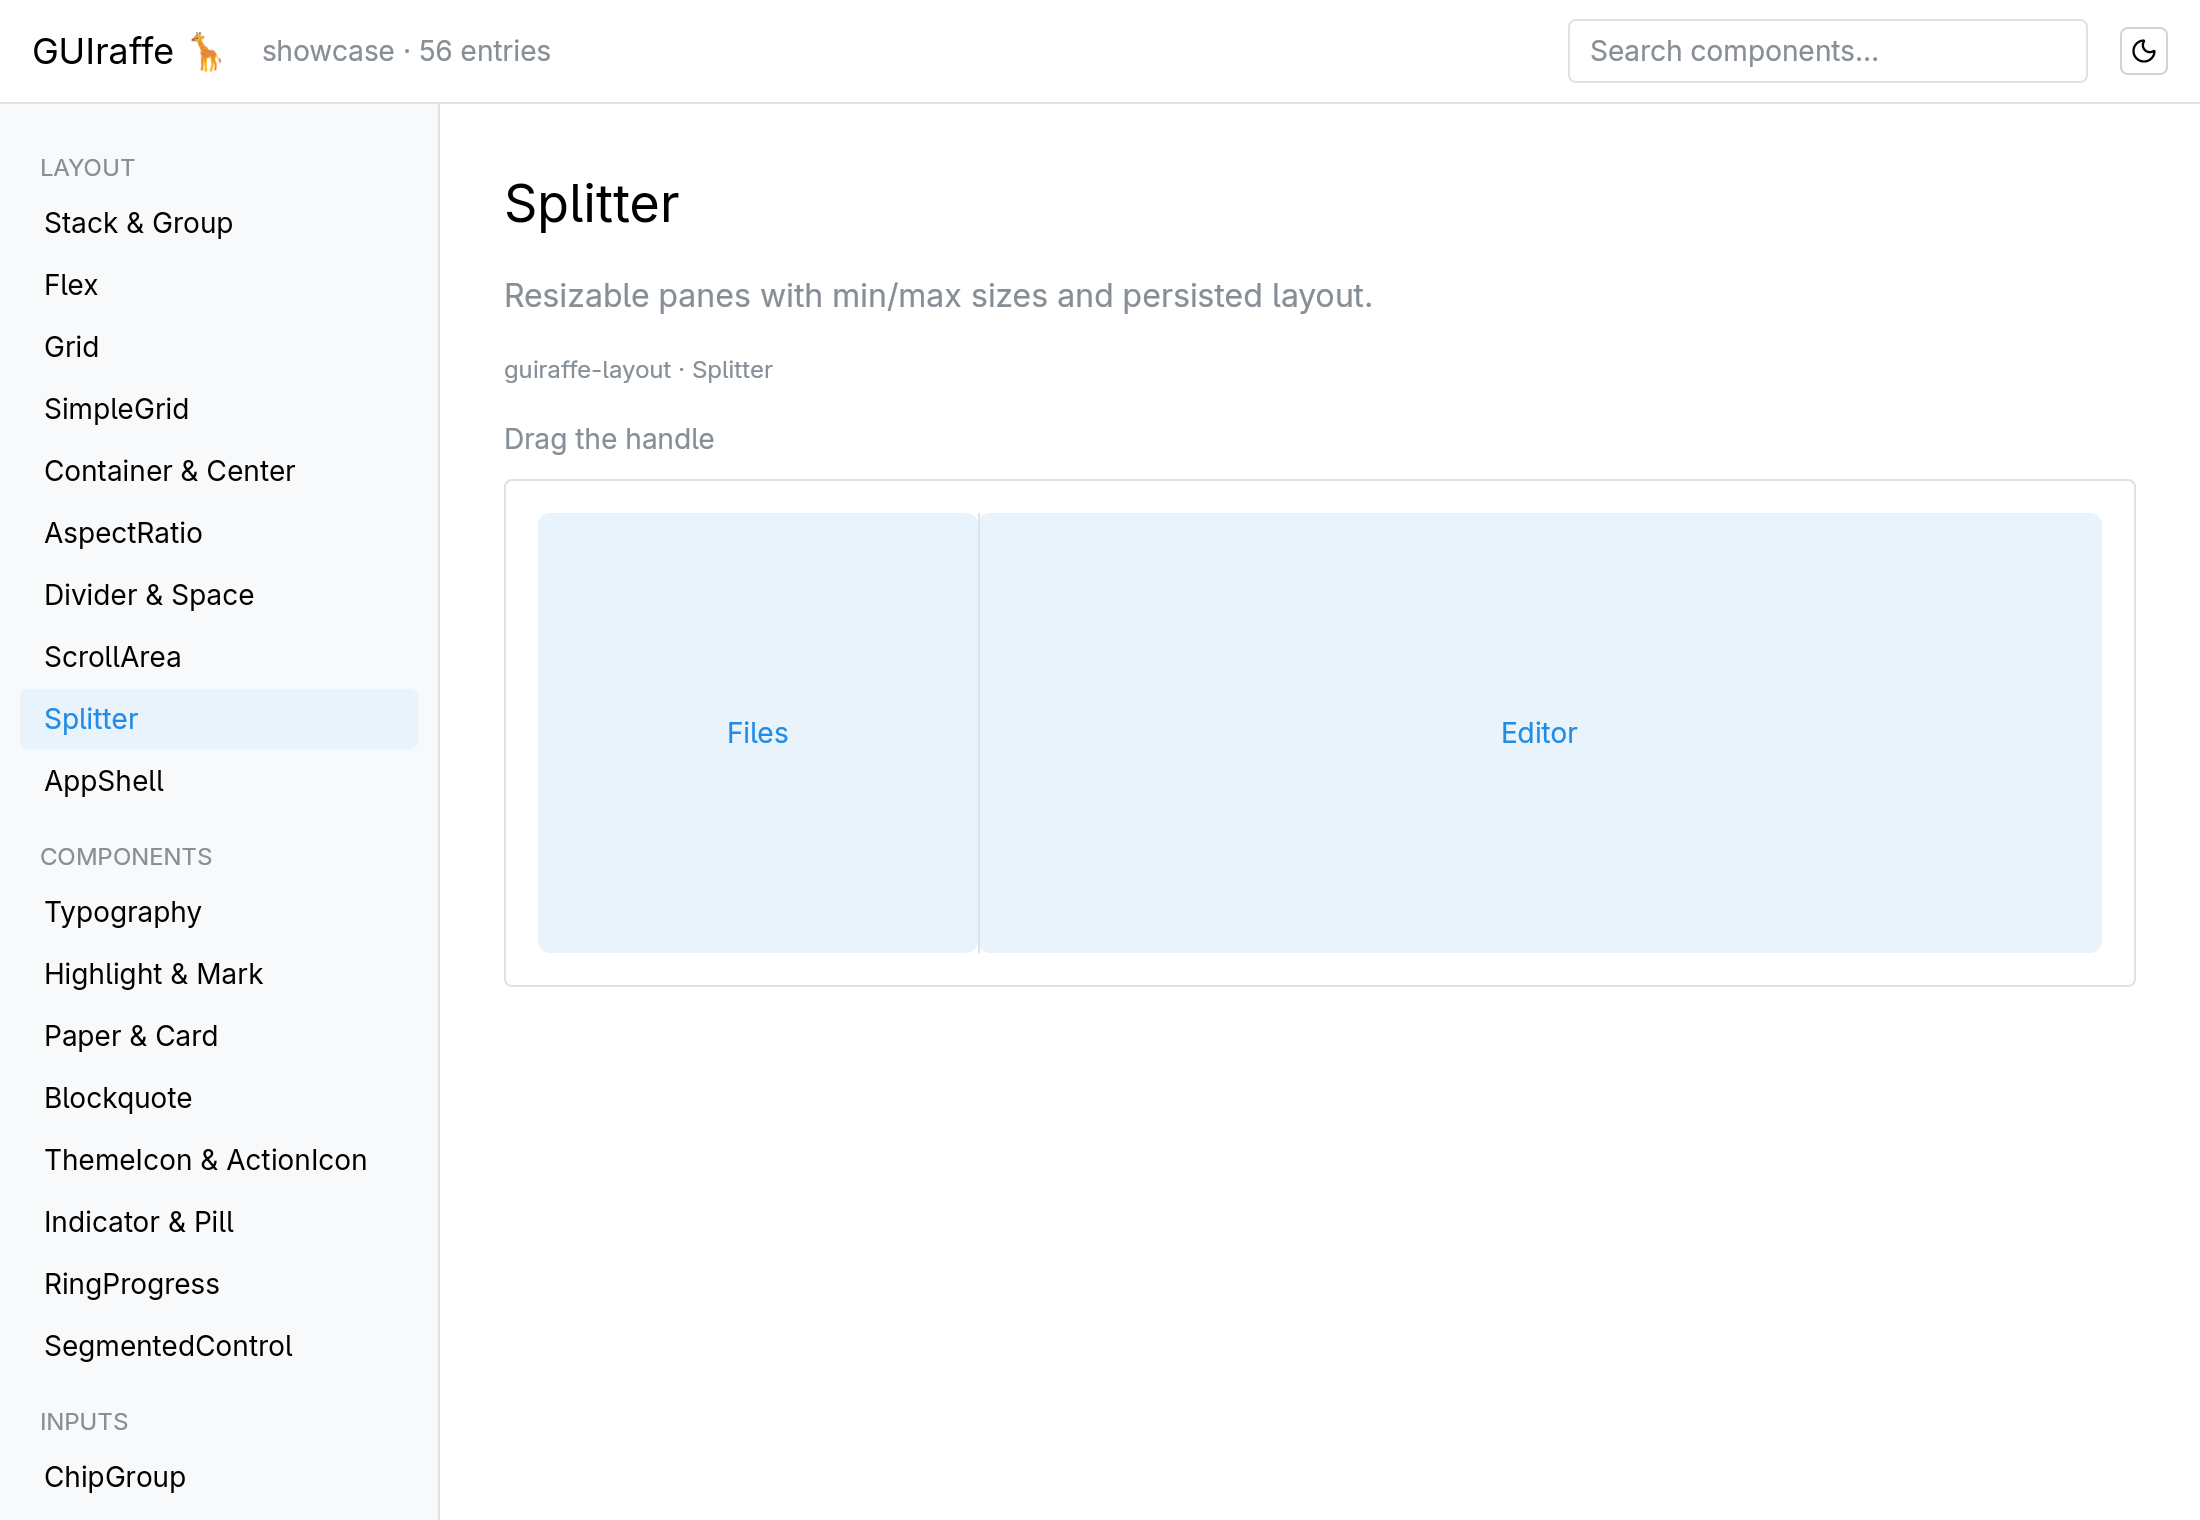 GUIraffe 🦒 showcase · 56 entries
Search components...
LAYOUT
Stack & Group
Flex
Grid
SimpleGrid
Container & Center
AspectRatio
Divider & Space
ScrollArea
Splitter
AppShell
COMPONENTS
Typography
Highlight & Mark
Paper & Card
Blockquote
ThemeIcon & ActionIcon
Indicator & Pill
RingProgress
SegmentedControl
INPUTS
ChipGroup
Splitter
Resizable panes with min/max sizes and persisted layout.
guiraffe-layout · Splitter
Drag the handle
Files
Editor